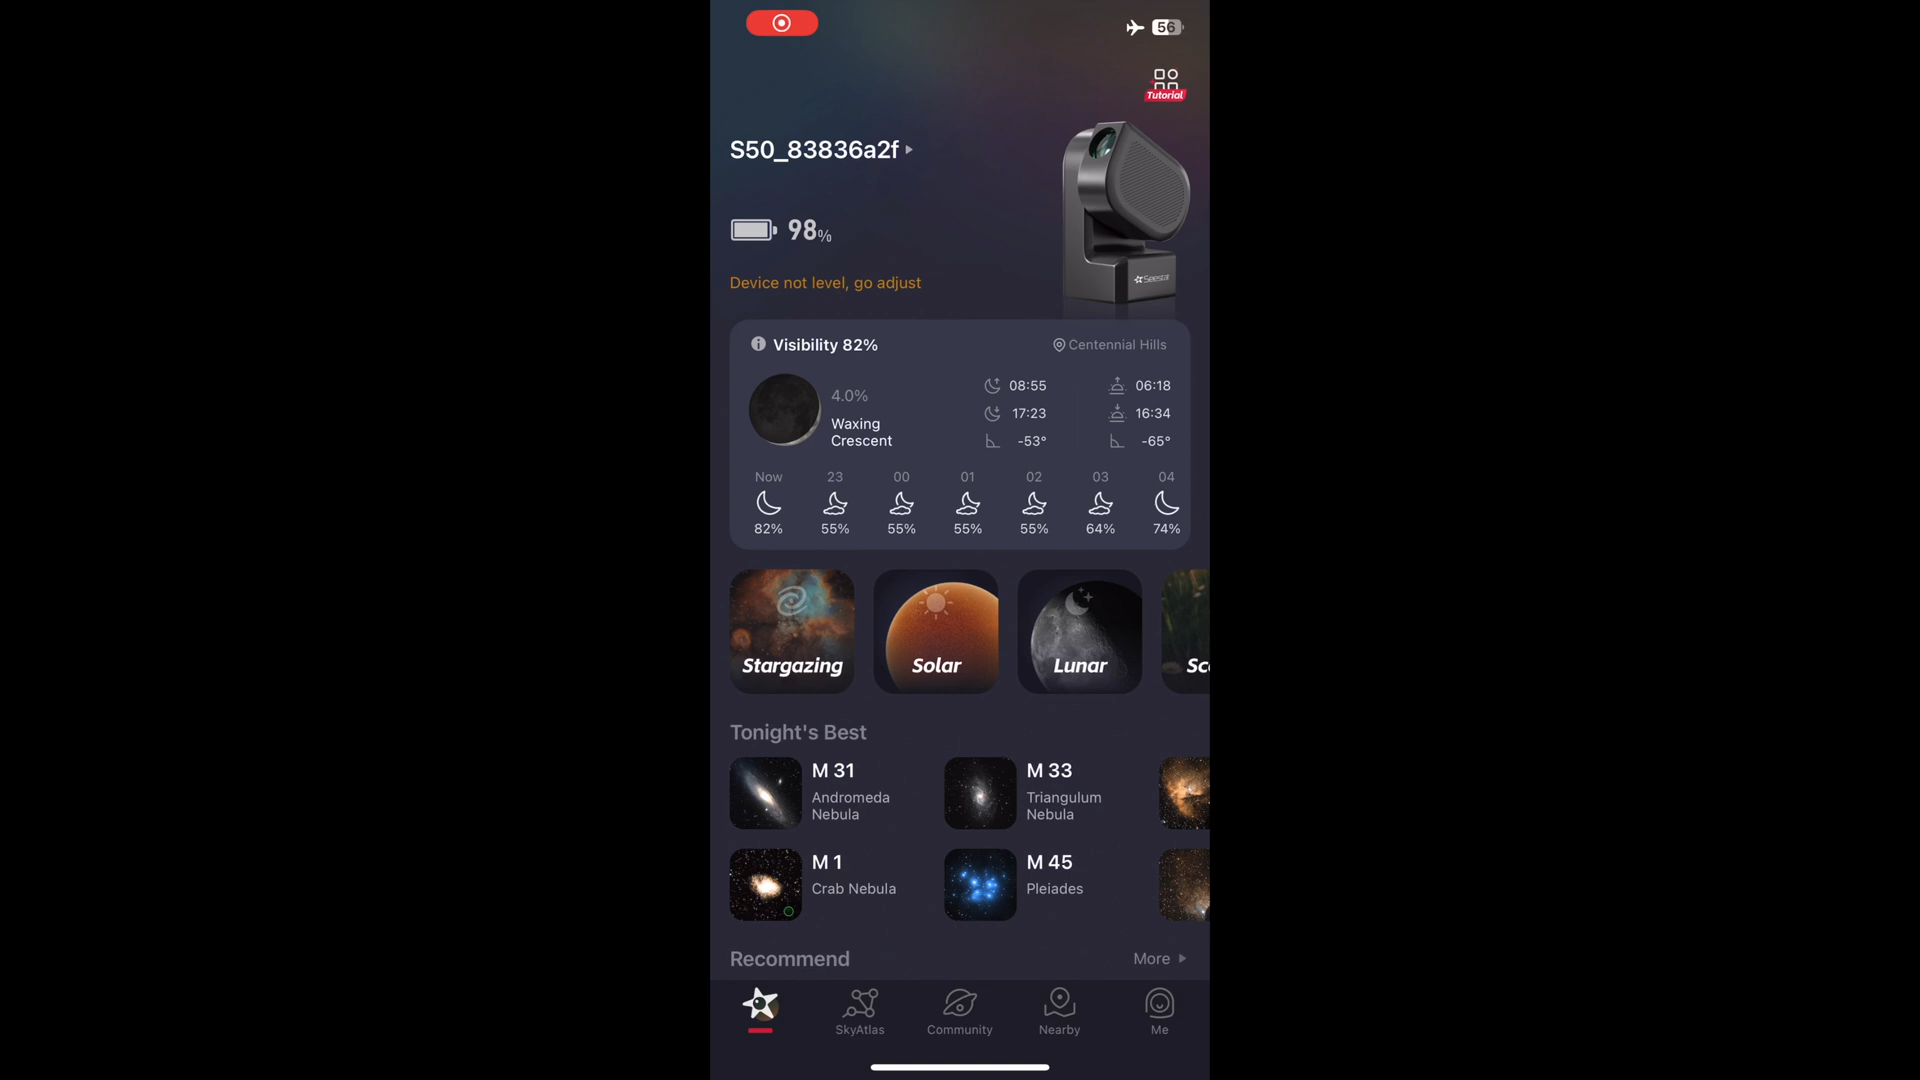 56
Tutorial
S50_83836a2f
98%
Seestar
Device not level, go adjust
Visibility 82%
Centennial Hills
4.0%
08:55
06:18
Waxing
Crescent
17:23
16:34
-53°
-65°
Now 23 00 01 02 03 04
82% 55% 55% 55% 55% 64% 74%
Stargazing
Solar
Lunar
Sc
Tonight's Best
M 31
Andromeda
Nebula
M 33
Triangulum
Nebula
M 1
Crab Nebula
M 45
Pleiades
Recommend
More
SkyAtlas
Community
Nearby
Me